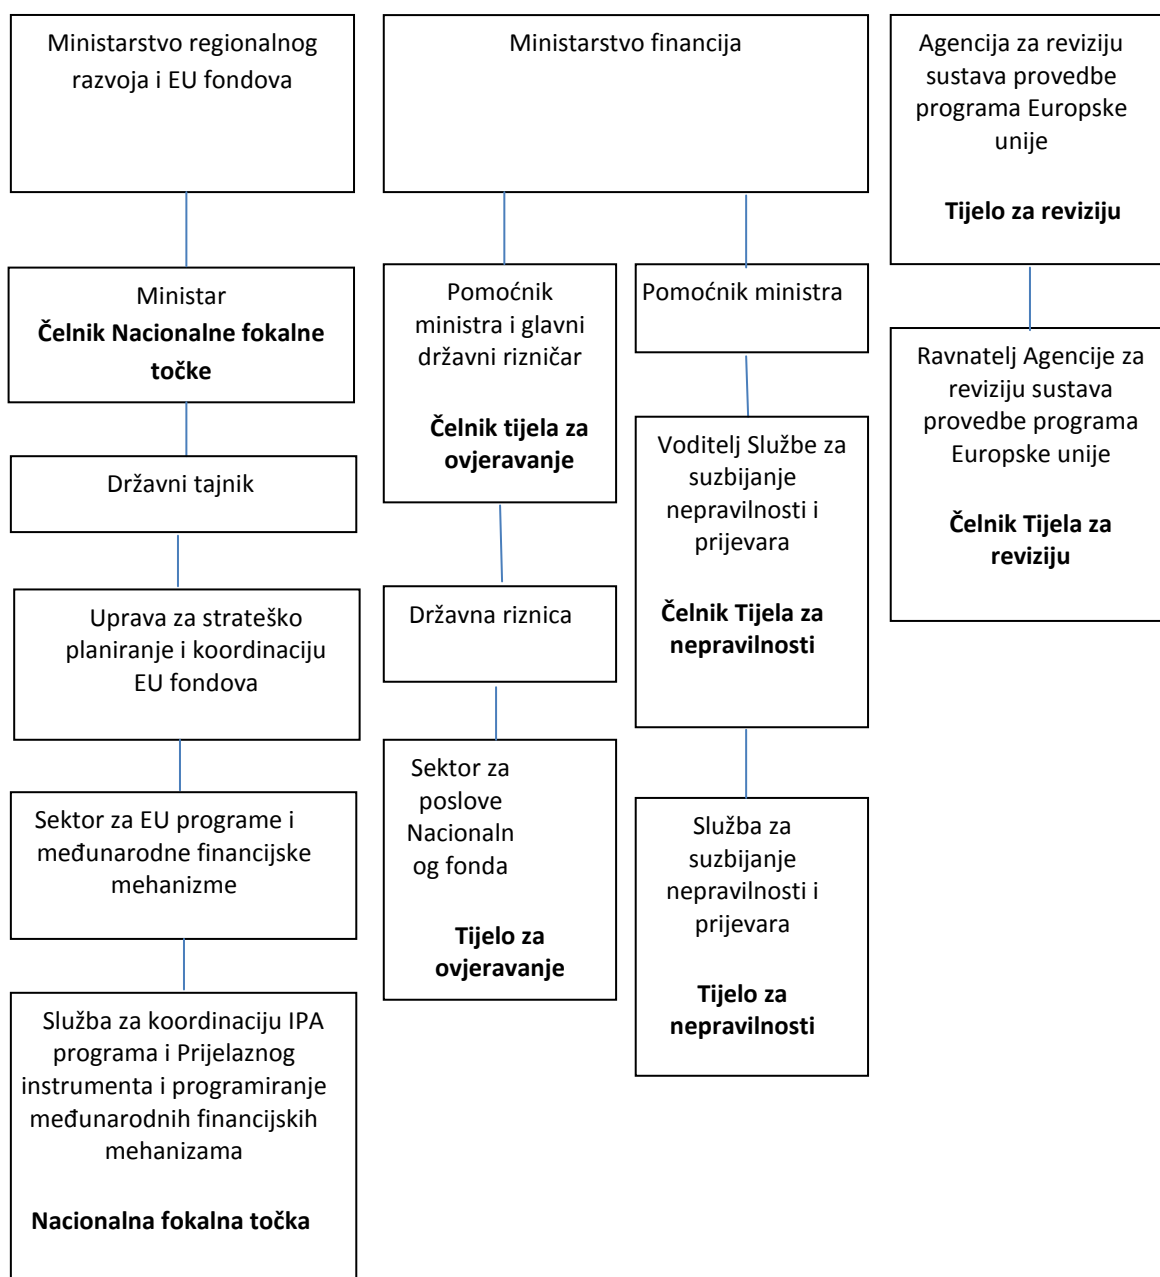 Ministarstvo regionalnog
razvoja i EU fondova
Ministar
Čelnik Nacionalne fokalne
točke
Državni tajnik
Uprava za strateško
planiranje i koordinaciju
EU fondova
Sektor za EU programe i
međunarodne financijske
mehanizme
Služba za koordinaciju IPA
programa i Prijelaznog
instrumenta i programiranje
međunarodnih financijskih
mehanizama
Nacionalna fokalna točka
Ministarstvo financija
Pomoćnik
ministra i glavni
državni rizničar
Čelnik tijela za
ovjeravanje
Državna riznica
Sektor za
poslove
Nacionaln
og fonda
Tijelo za
ovjeravanje
Pomoćnik ministra
Voditelj Službe za
suzbijanje
nepravilnosti i
prijevara
Čelnik Tijela za
nepravilnosti
Služba za
suzbijanje
nepravilnosti i
prijevara
Tijelo za
nepravilnosti
Agencija za reviziju
sustava provedbe
programa Europske
unije
Tijelo za reviziju
Ravnatelj Agencije za
reviziju sustava
provedbe programa
Europske unije
Čelnik Tijela za
reviziju